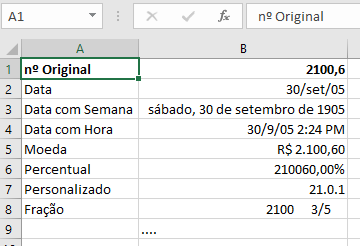 A1 fx nº Original
A B
1 nº Original 2100,6
2 Data 30/set/05
3 Data com Semana sábado, 30 de setembro de 1905
4 Data com Hora 30/9/05 2:24 PM
5 Moeda R$ 2.100,60
6 Percentual 210060,00%
7 Personalizado 21.0.1
8 Fração 2100 3/5
9 ....